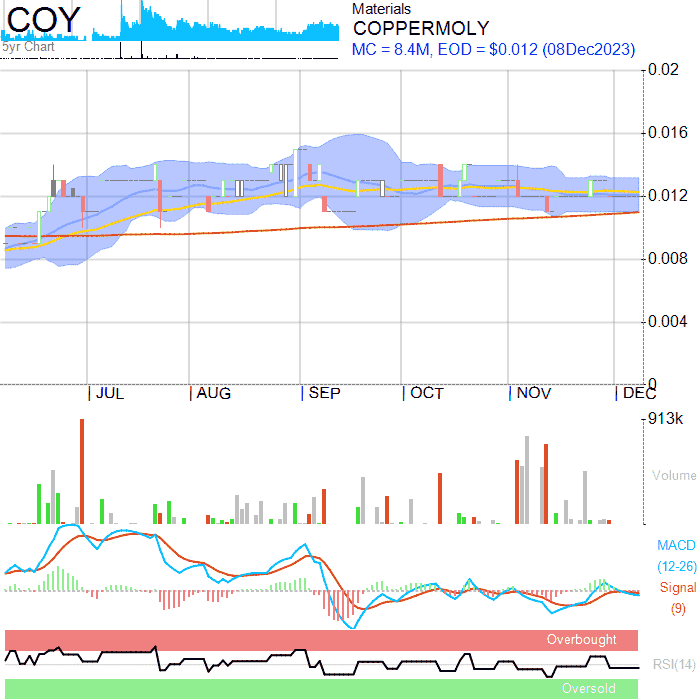 COY
5yr Chart
Materials
COPPERMOLY
MC = 8.4M, EOD = $0.012 (08Dec2023)
0.02
0.016
0.012
0.008
0.004
0
JUL AUG SEP OCT NOV DEC
913k
Volume
MACD
(12-26)
Signal
(9)
Overbought
RSI(14)
Oversold